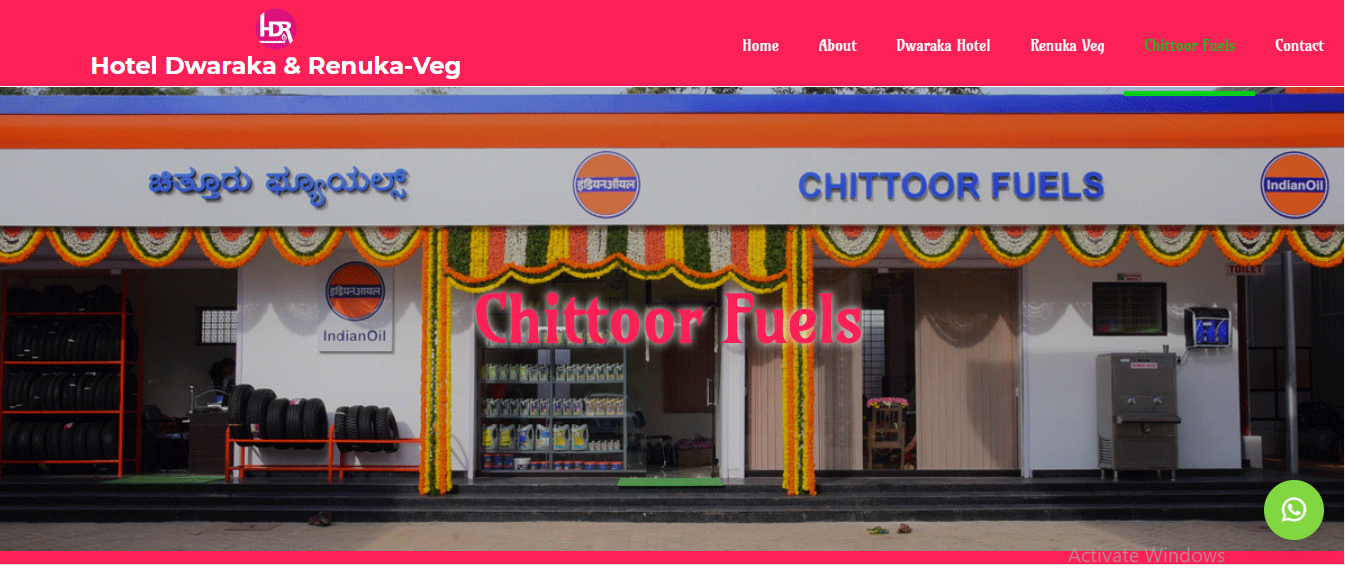 HDR
Hotel Dwaraka & Renuka-Veg
Home About Dwaraka Hotel Renuka Veg Chittoor Fuels Contact
ಚಿತ್ತೂರು ಫ್ಯೂಯಲ್ಸ್
इंडियनऑयल
CHITTOOR FUELS
IndianOil
इंडियनऑयल
IndianOil
TOILET
Chittoor Fuels
Activate Windows